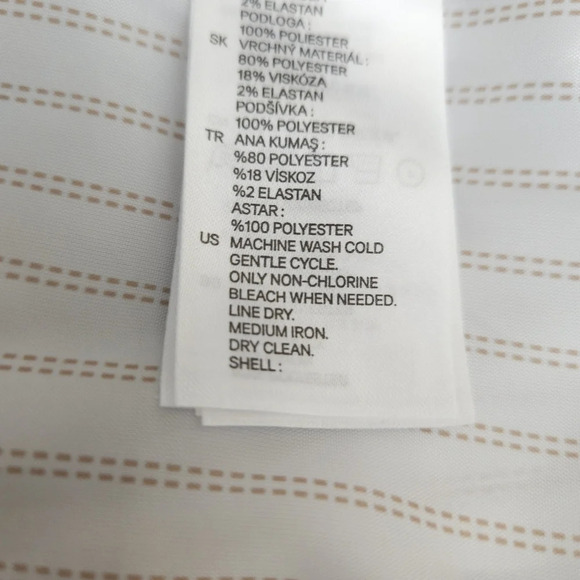 2% ELASTAN
PODLOGA :
100% POLIESTER
SK VRCHNÝ MATERIÁL :
80% POLYESTER
18% VISKÓZA
2% ELASTAN
PODŠÍVKA :
100% POLYESTER
TR ANA KUMAŞ :
%80 POLYESTER
%18 VİSKOZ
%2 ELASTAN
ASTAR :
%100 POLYESTER
US MACHINE WASH COLD
GENTLE CYCLE.
ONLY NON-CHLORINE
BLEACH WHEN NEEDED.
LINE DRY.
MEDIUM IRON.
DRY CLEAN.
SHELL :